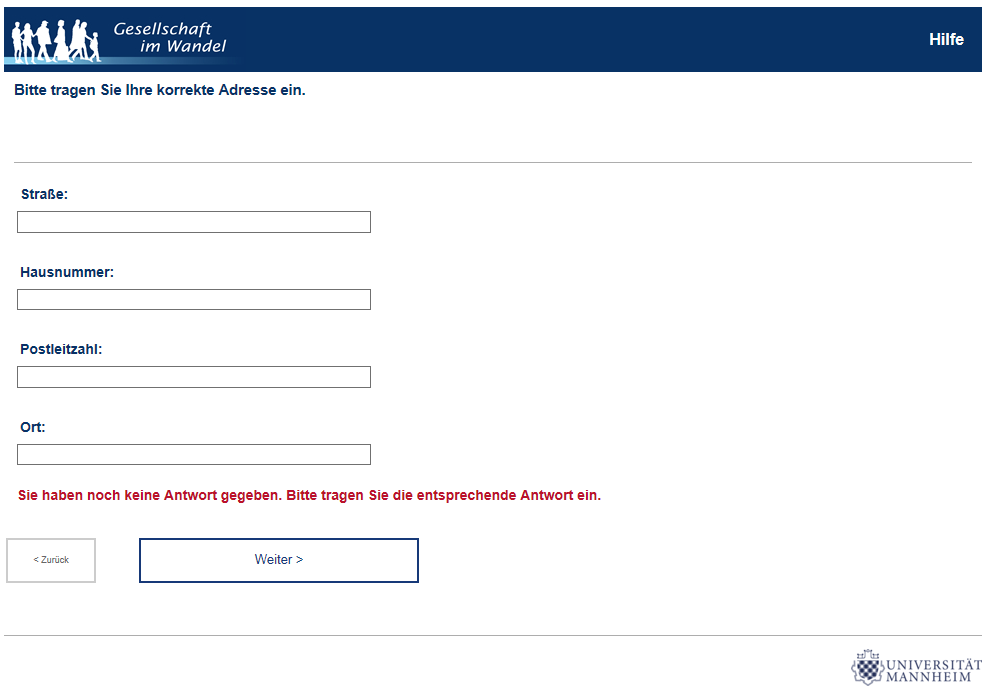 Gesellschaft
im Wandel
Hilfe
Bitte tragen Sie Ihre korrekte Adresse ein.
Straße:
Hausnummer:
Postleitzahl:
Ort:
Sie haben noch keine Antwort gegeben. Bitte tragen Sie die entsprechende Antwort ein.
< Zurück
Weiter >
UNIVERSITÄT
MANNHEIM